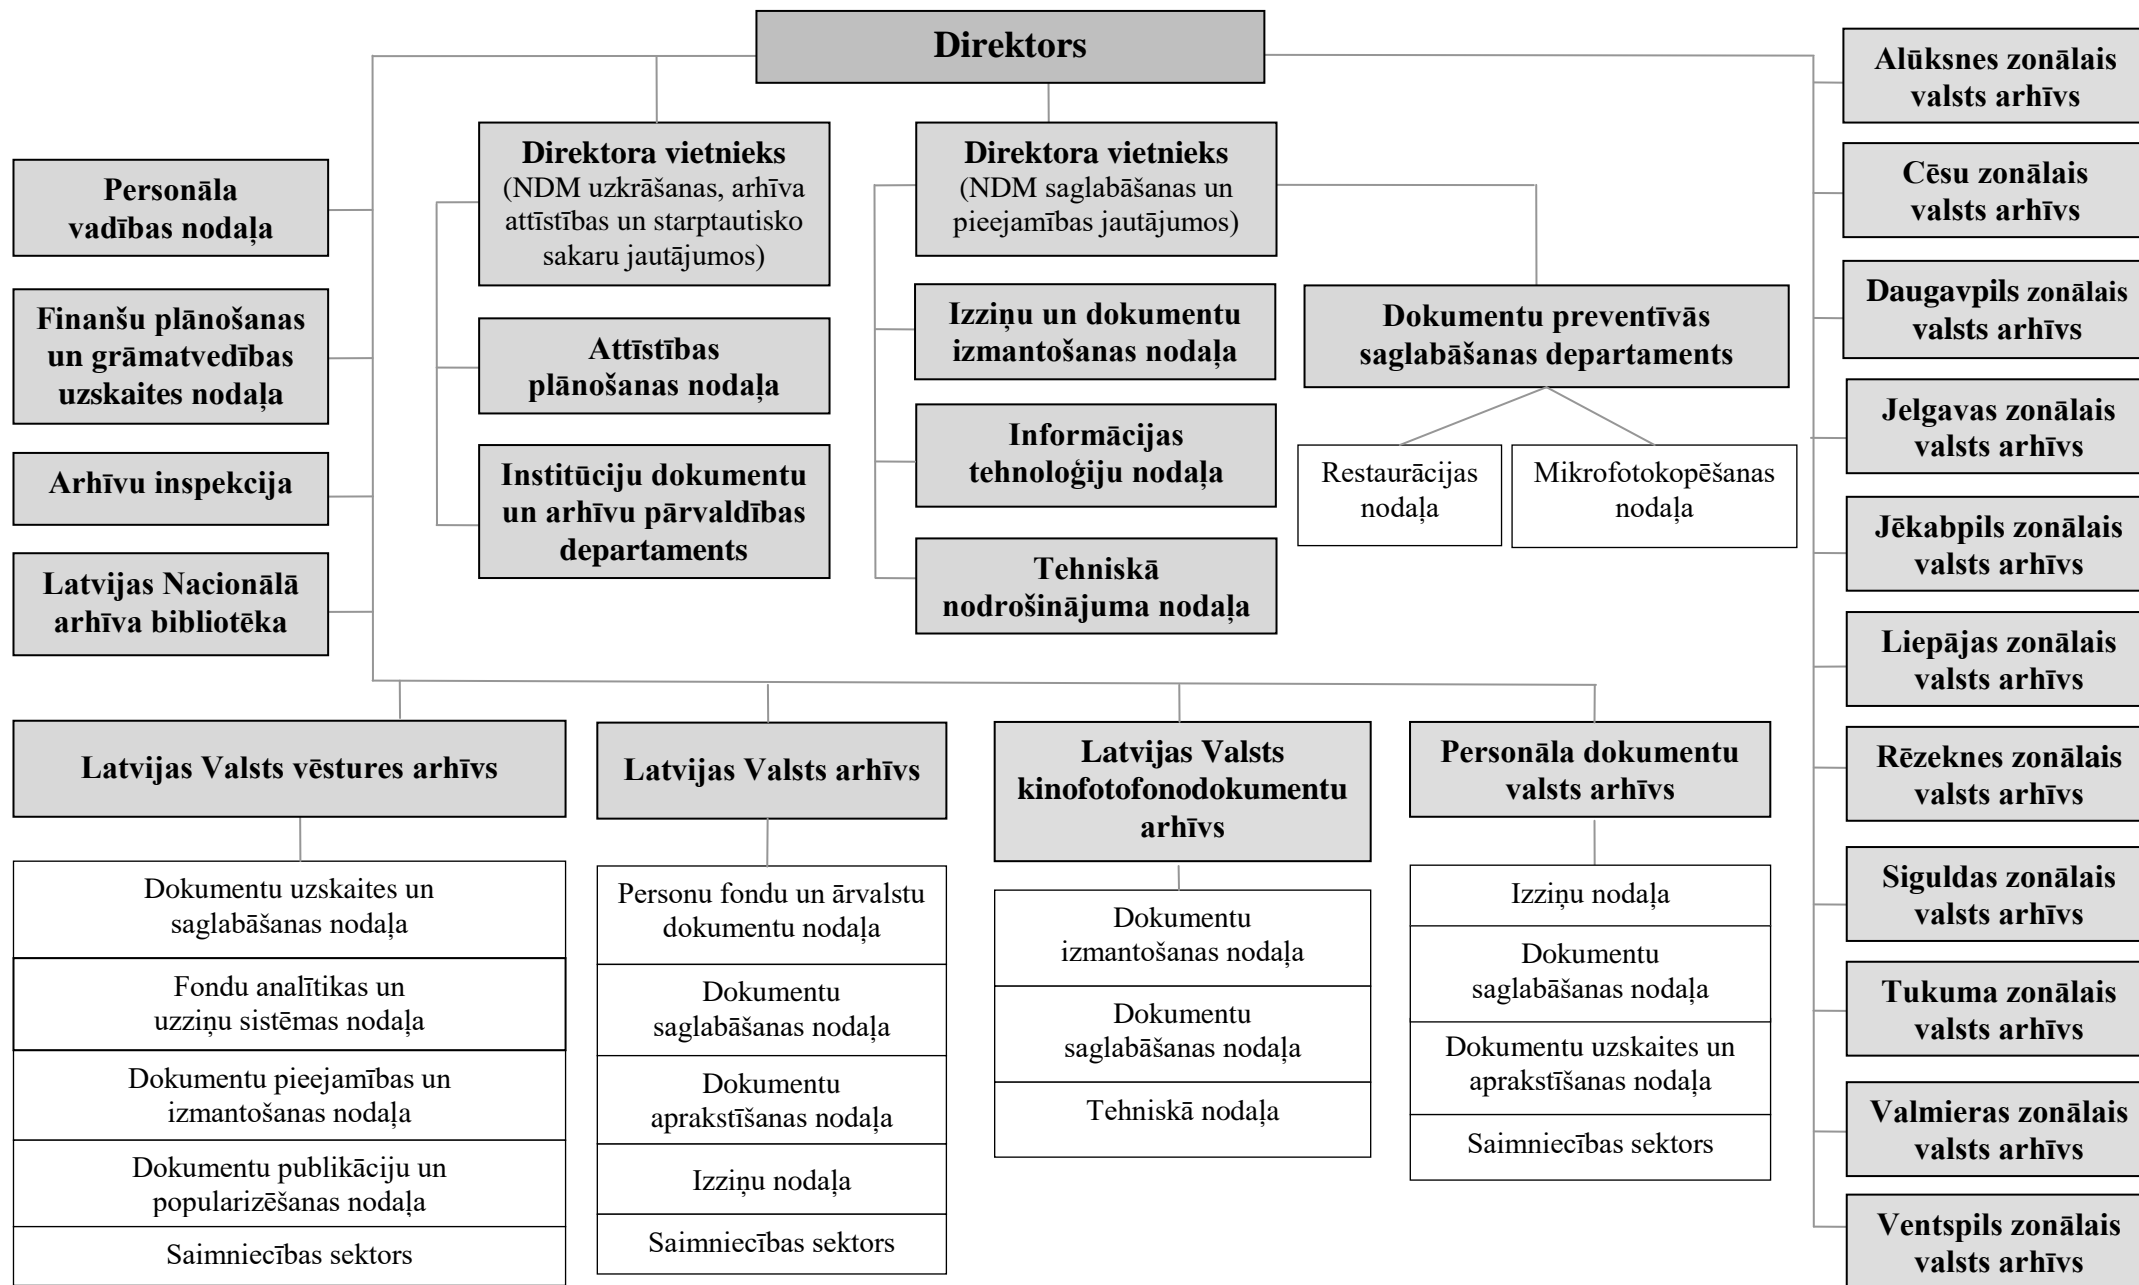 Direktors
Personāla
vadības nodaļa
Finanšu plānošanas
un grāmatvedības
uzskaites nodaļa
Arhīvu inspekcija
Latvijas Nacionālā
arhīva bibliotēka
Direktora vietnieks
(NDM uzkrāšanas, arhīva
attīstības un starptautisko
sakaru jautājumos)
Attīstības
plānošanas nodaļa
Institūciju dokumentu
un arhīvu pārvaldības
departaments
Direktora vietnieks
(NDM saglabāšanas un
pieejamības jautājumos)
Izziņu un dokumentu
izmantošanas nodaļa
Informācijas
tehnoloģiju nodaļa
Tehniskā
nodrošinājuma nodaļa
Dokumentu preventīvās
saglabāšanas departaments
Restaurācijas
nodaļa
Mikrofotokopēšanas
nodaļa
Latvijas Valsts vēstures arhīvs
Dokumentu uzskaites un
saglabāšanas nodaļa
Fondu analītikas un
uzziņu sistēmas nodaļa
Dokumentu pieejamības un
izmantošanas nodaļa
Dokumentu publikāciju un
popularizēšanas nodaļa
Saimniecības sektors
Latvijas Valsts arhīvs
Personu fondu un ārvalstu
dokumentu nodaļa
Dokumentu
saglabāšanas nodaļa
Dokumentu
aprakstīšanas nodaļa
Izziņu nodaļa
Saimniecības sektors
Latvijas Valsts
kinofotofonodokumentu
arhīvs
Dokumentu
izmantošanas nodaļa
Dokumentu
saglabāšanas nodaļa
Tehniskā nodaļa
Personāla dokumentu
valsts arhīvs
Izziņu nodaļa
Dokumentu
saglabāšanas nodaļa
Dokumentu uzskaites un
aprakstīšanas nodaļa
Saimniecības sektors
Alūksnes zonālais
valsts arhīvs
Cēsu zonālais
valsts arhīvs
Daugavpils zonālais
valsts arhīvs
Jelgavas zonālais
valsts arhīvs
Jēkabpils zonālais
valsts arhīvs
Liepājas zonālais
valsts arhīvs
Rēzeknes zonālais
valsts arhīvs
Siguldas zonālais
valsts arhīvs
Tukuma zonālais
valsts arhīvs
Valmieras zonālais
valsts arhīvs
Ventspils zonālais
valsts arhīvs